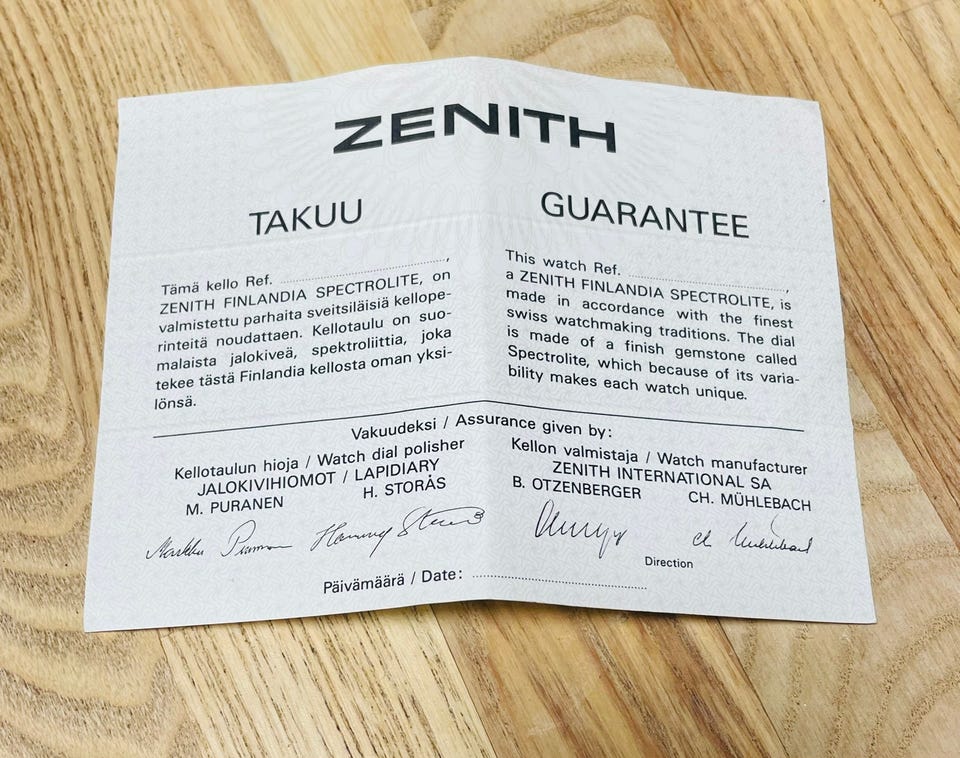 ZENITH
TAKUU
Tämä kello Ref. ..............................,
ZENITH FINLANDIA SPECTROLITE, on
valmistettu parhaita sveitsiläisiä kellope-
rinteitä noudattaen. Kellotaulu on suo-
malaista jalokiveä, spektroliittia, joka
tekee tästä Finlandia kellosta oman yksi-
lönsä.
GUARANTEE
This watch Ref. ..............................,
a ZENITH FINLANDIA SPECTROLITE, is
made in accordance with the finest
swiss watchmaking traditions. The dial
is made of a finish gemstone called
Spectrolite, which because of its varia-
bility makes each watch unique.
Vakuudeksi / Assurance given by:
Kellotaulun hioja / Watch dial polisher
JALOKIVIHIOMOT / LAPIDIARY
M. PURANEN H. STORÅS
Markku Puranen
Kellon valmistaja / Watch manufacturer
ZENITH INTERNATIONAL SA
B. OTZENBERGER CH. MÜHLEBACH
Direction
Päivämäärä / Date: ..............................